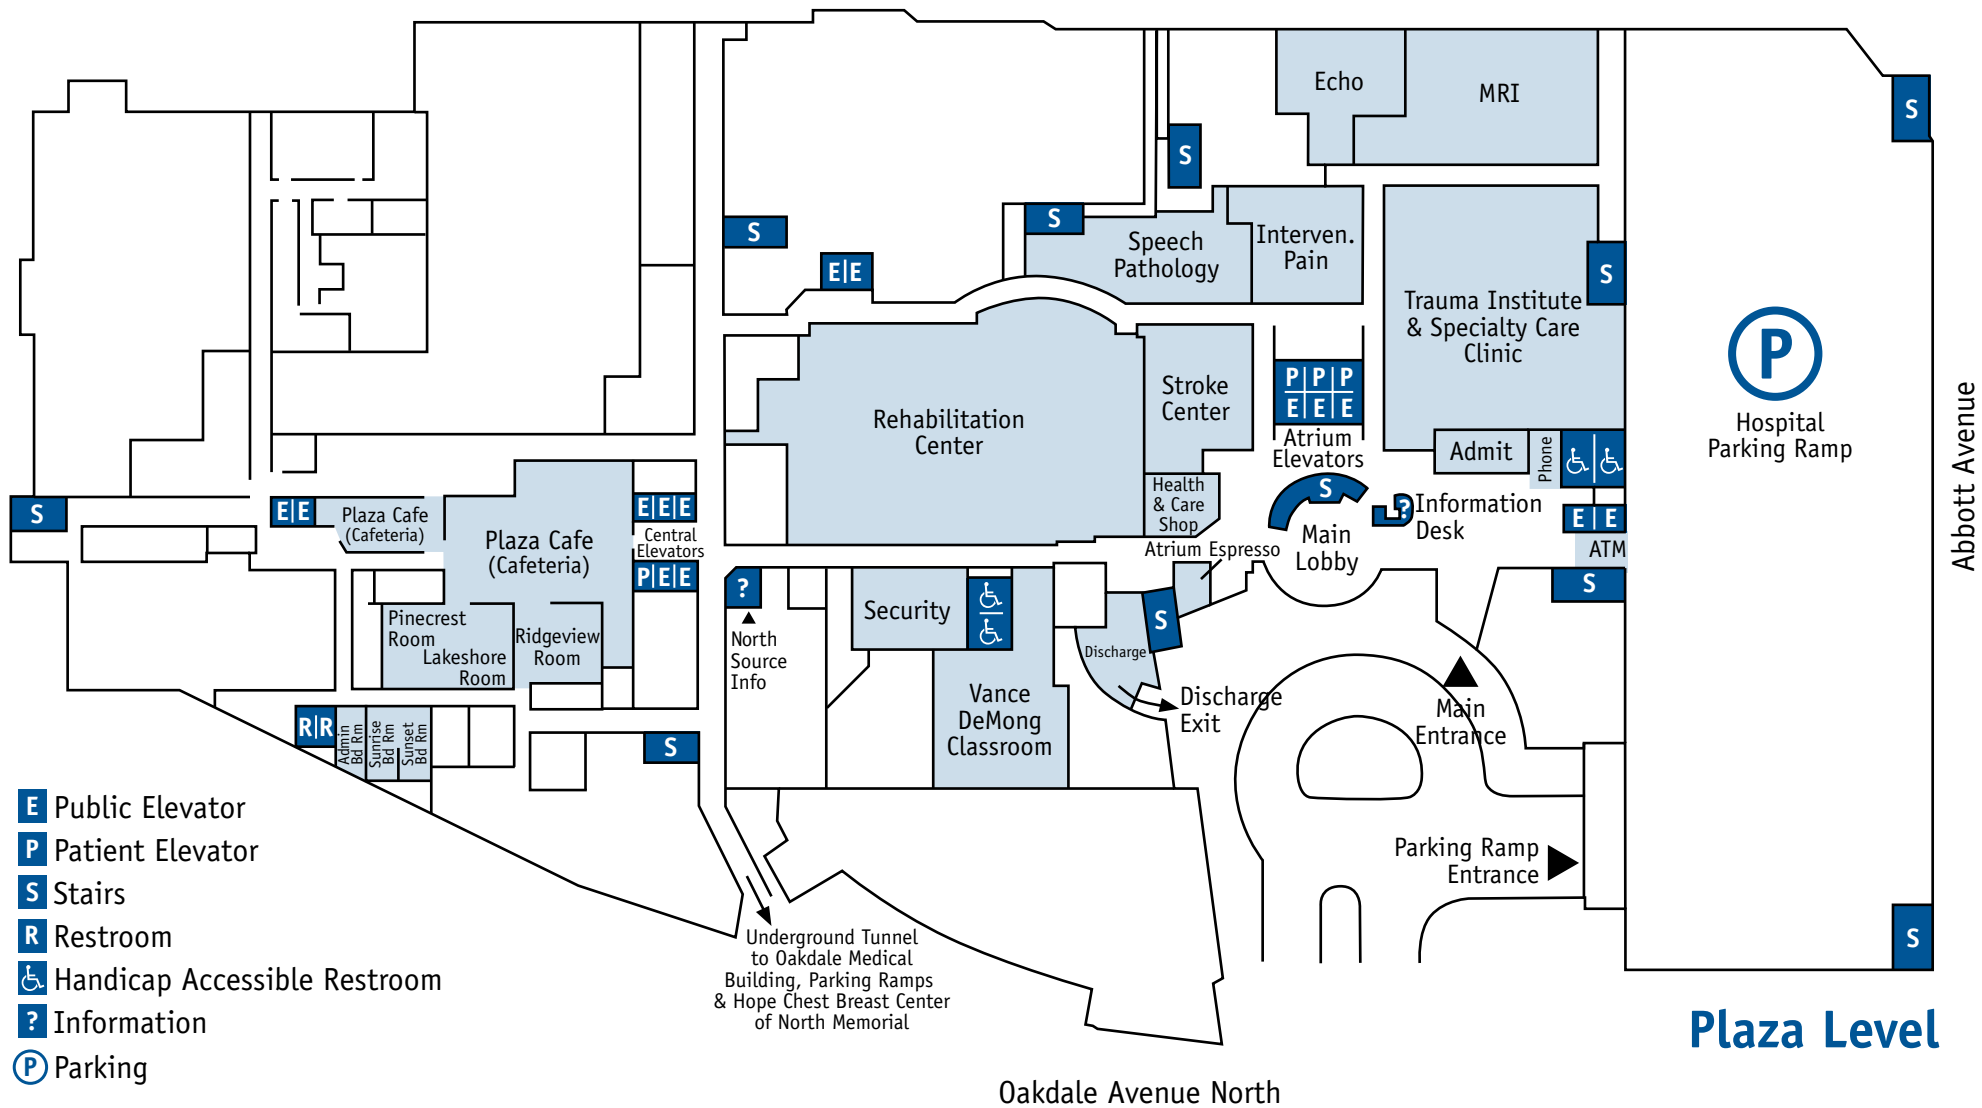 Echo
MRI
S
S
S
S
Speech
Pathology
Interven.
Pain
E|E
S
Trauma Institute
& Specialty Care
Clinic
P
Hospital
Parking Ramp
Abbott Avenue
Rehabilitation
Center
Stroke
Center
P|P|P
E|E|E
Atrium
Elevators
Admit
Phone
Health
& Care
Shop
S
?
Information
Desk
Main
Lobby
E|E
ATM
S
Atrium Espresso
S
E|E
Plaza Cafe
(Cafeteria)
Plaza Cafe
(Cafeteria)
E|E|E
Central
Elevators
P|E|E
?
North
Source
Info
Security
S
Discharge
Pinecrest
Room
Lakeshore
Room
Ridgeview
Room
Vance
DeMong
Classroom
Discharge
Exit
Main
Entrance
R|R
Admin
Bd Rm
Sunrise
Bd Rm
Sunset
Bd Rm
S
Parking Ramp
Entrance
S
Underground Tunnel
to Oakdale Medical
Building, Parking Ramps
& Hope Chest Breast Center
of North Memorial
E Public Elevator
P Patient Elevator
S Stairs
R Restroom
Handicap Accessible Restroom
? Information
P Parking
Plaza Level
Oakdale Avenue North